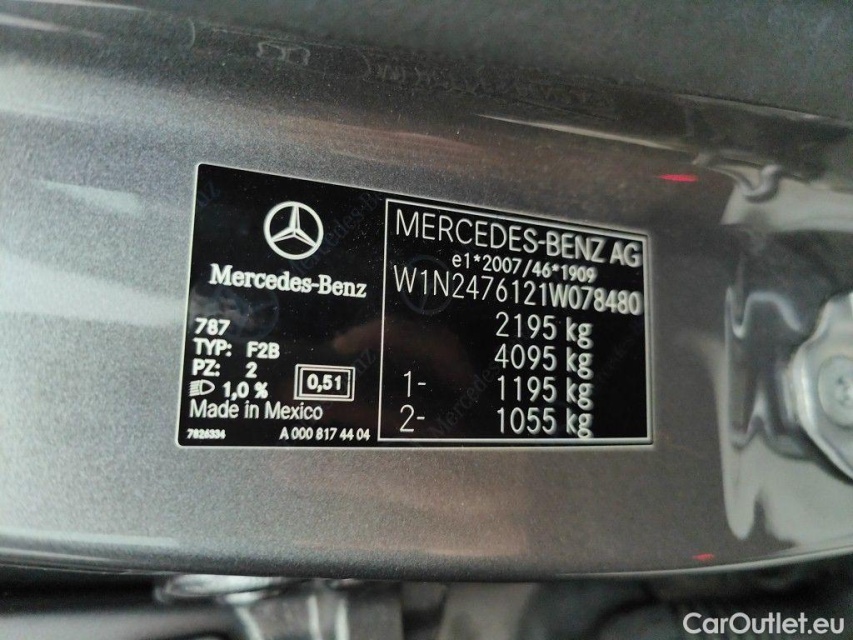 Mercedes-Benz
787
TYP: F2B
PZ: 2
1,0 %
0,51
Made in Mexico
7826334 A 000 817 44 04
MERCEDES-BENZ AG
e1*2007/46*1909
W1N2476121W078480
2195 kg
4095 kg
1- 1195 kg
2- 1055 kg
CarOutlet.eu